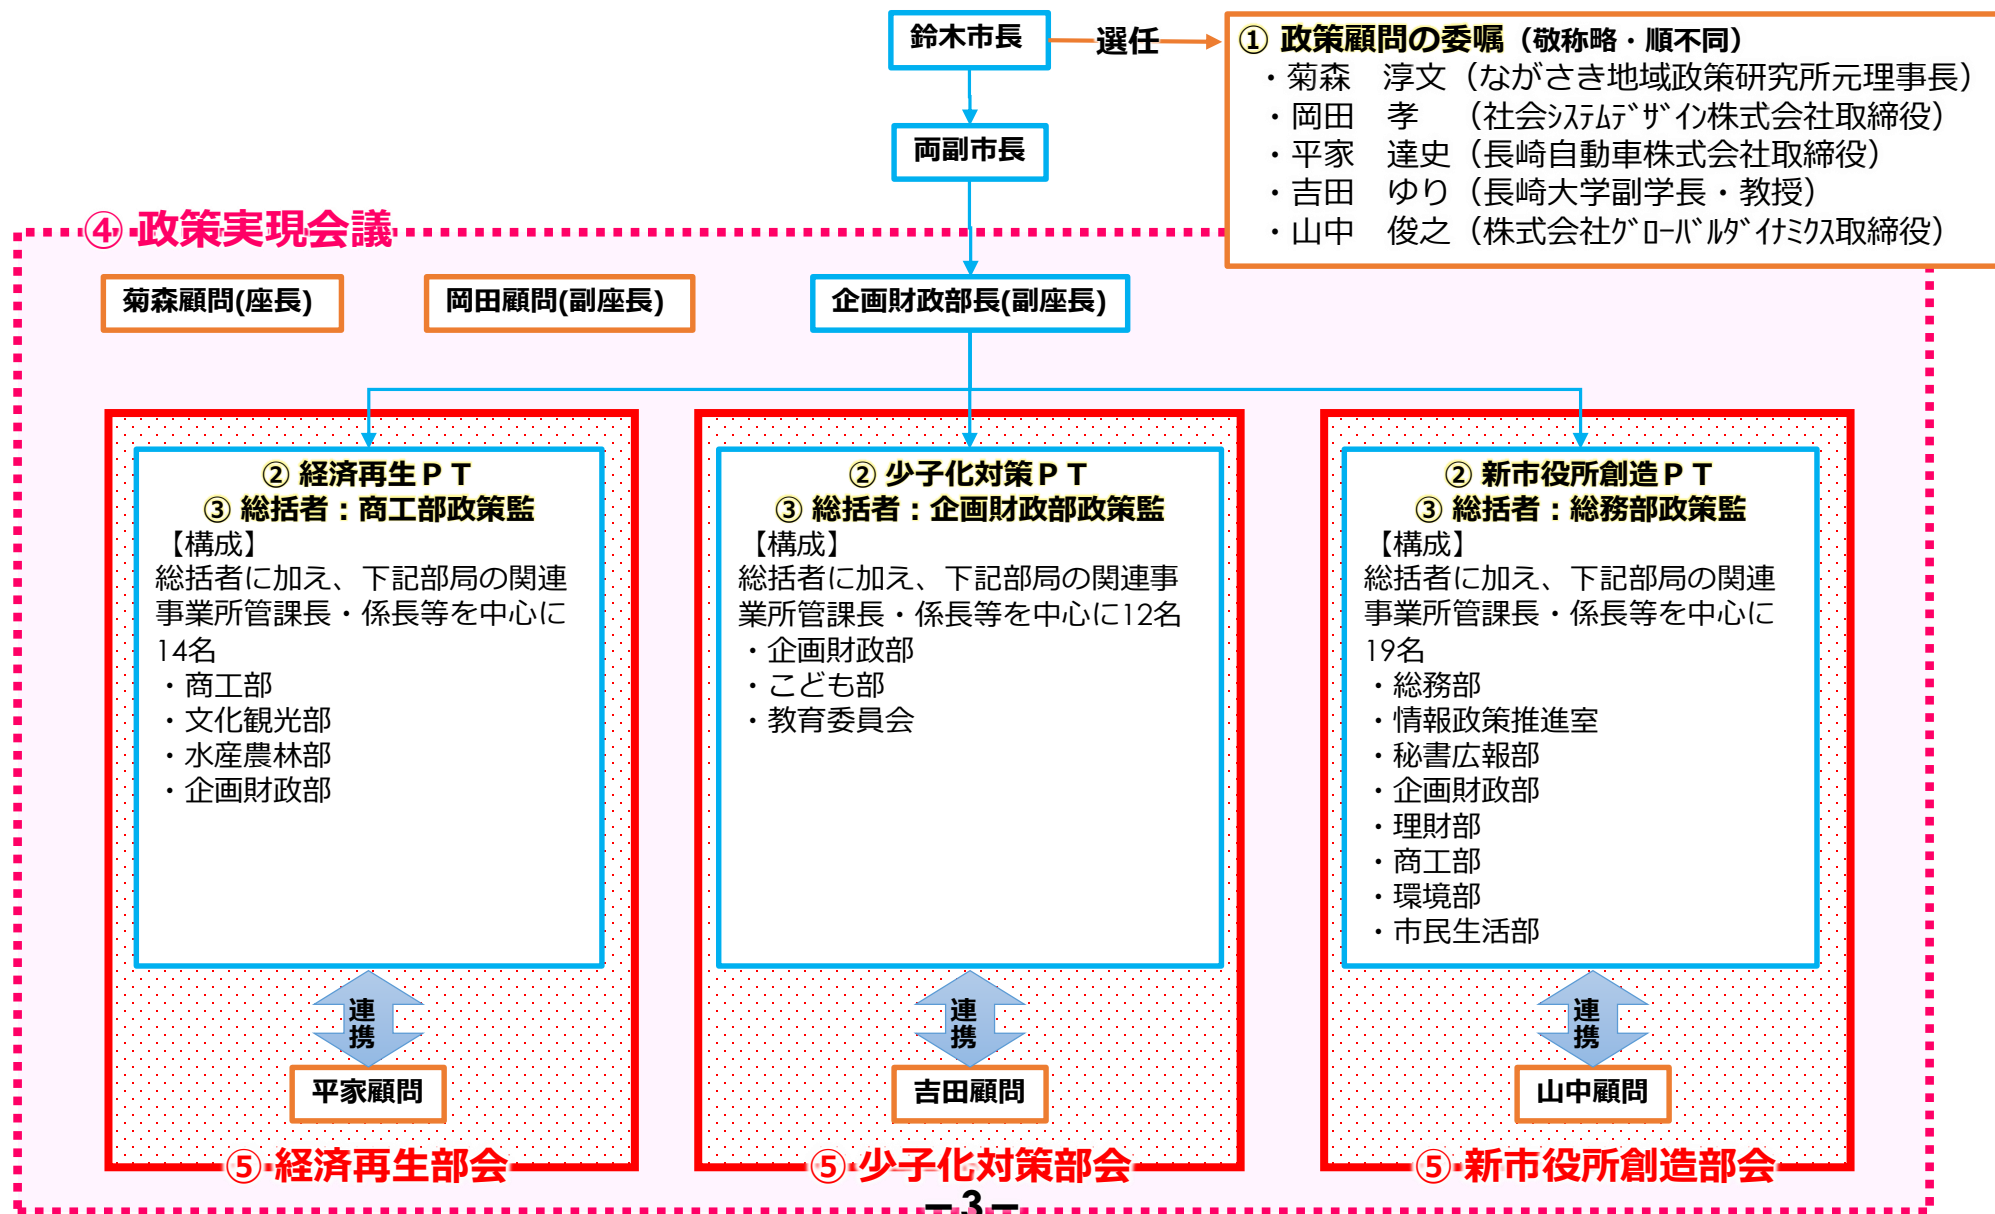 鈴木市長
選任
① 政策顧問の委嘱（敬称略・順不同）
・菊森　淳文（ながさき地域政策研究所元理事長）
・岡田　孝　（社会ｼｽﾃﾑﾃﾞｻﾞｲﾝ株式会社取締役）
・平家　達史（長崎自動車株式会社取締役）
・吉田　ゆり（長崎大学副学長・教授）
・山中　俊之（株式会社ｸﾞﾛｰﾊﾞﾙﾀﾞｲﾅﾐｸｽ取締役）
両副市長
④ 政策実現会議
菊森顧問(座長)
岡田顧問(副座長)
企画財政部長(副座長)
② 経済再生ＰＴ
③ 総括者：商工部政策監
【構成】
総括者に加え、下記部局の関連
事業所管課長・係長等を中心に
14名
・商工部
・文化観光部
・水産農林部
・企画財政部
連
携
平家顧問
⑤ 経済再生部会
② 少子化対策ＰＴ
③ 総括者：企画財政部政策監
【構成】
総括者に加え、下記部局の関連事
業所管課長・係長等を中心に12名
・企画財政部
・こども部
・教育委員会
連
携
吉田顧問
⑤ 少子化対策部会
② 新市役所創造ＰＴ
③ 総括者：総務部政策監
【構成】
総括者に加え、下記部局の関連
事業所管課長・係長等を中心に
19名
・総務部
・情報政策推進室
・秘書広報部
・企画財政部
・理財部
・商工部
・環境部
・市民生活部
連
携
山中顧問
⑤ 新市役所創造部会
－3－